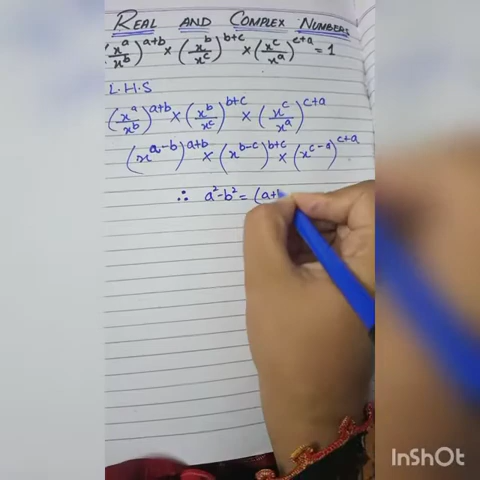 REAL AND COMPLEX NUMBERS
(x^a/x^b)^(a+b) × (x^b/x^c)^(b+c) × (x^c/x^a)^(c+a) = 1
L.H.S
(x^a/x^b)^(a+b) × (x^b/x^c)^(b+c) × (x^c/x^a)^(c+a)
(x^(a-b))^(a+b) × (x^(b-c))^(b+c) × (x^(c-a))^(c+a)
∴ a²-b² = (a+b
InShOt